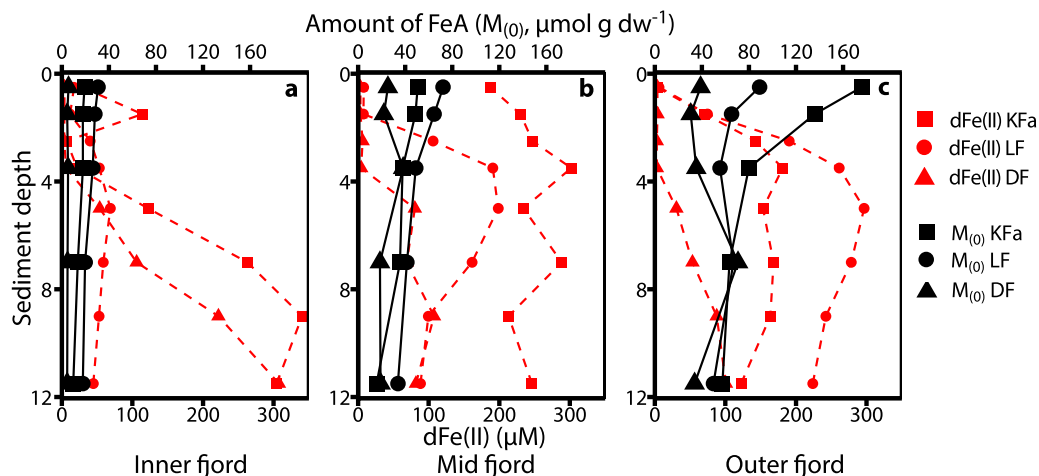 Amount of FeA (M(0), µmol g dw-1)
0 40 80 120 160
0 40 80 120 160
0 40 80 120 160
0
4
8
12
Sediment depth
a
b
c
dFe(II) KFa
dFe(II) LF
dFe(II) DF
M(0) KFa
M(0) LF
M(0) DF
0 100 200 300
0 100 200 300
0 100 200 300
dFe(II) (µM)
Inner fjord
Mid fjord
Outer fjord